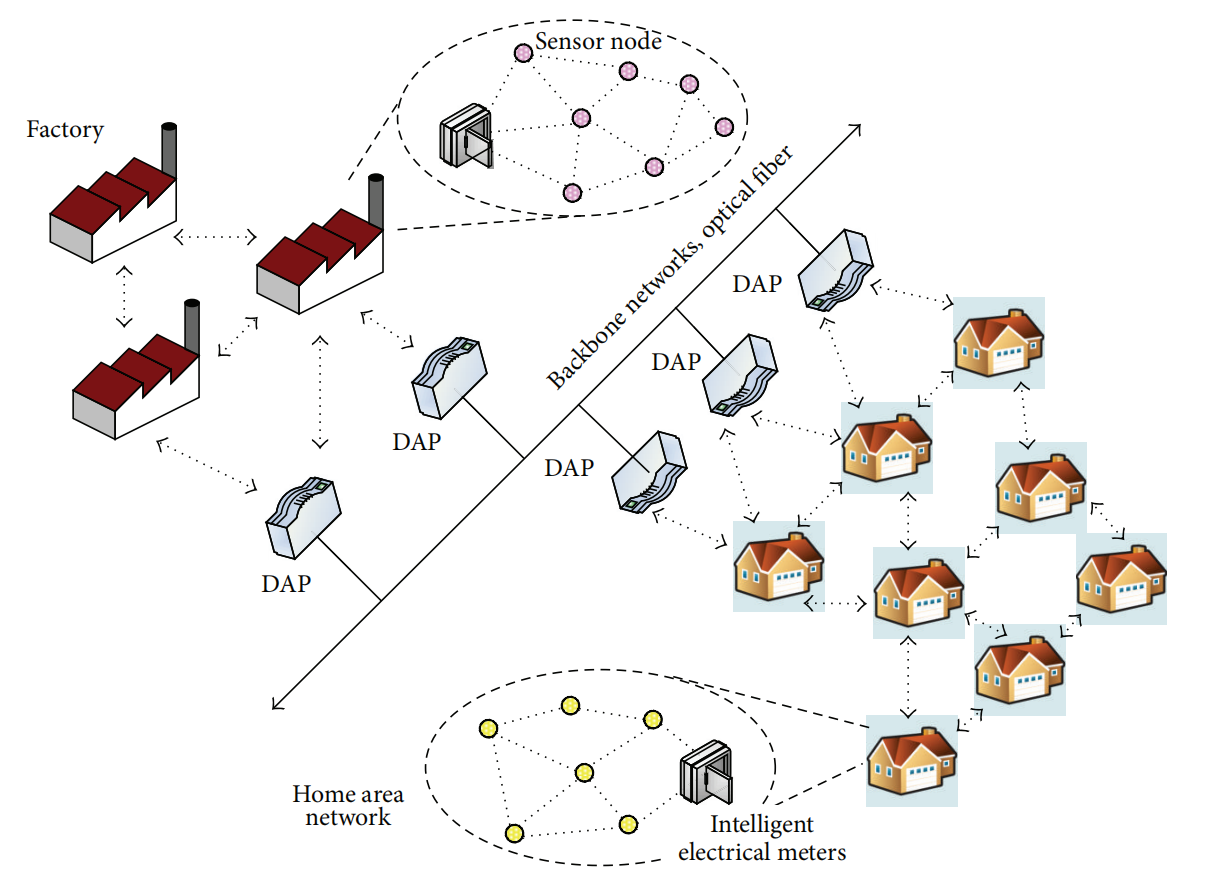 Sensor node
Factory
Backbone networks, optical fiber
DAP
DAP
DAP
DAP
DAP
Home area
network
Intelligent
electrical meters